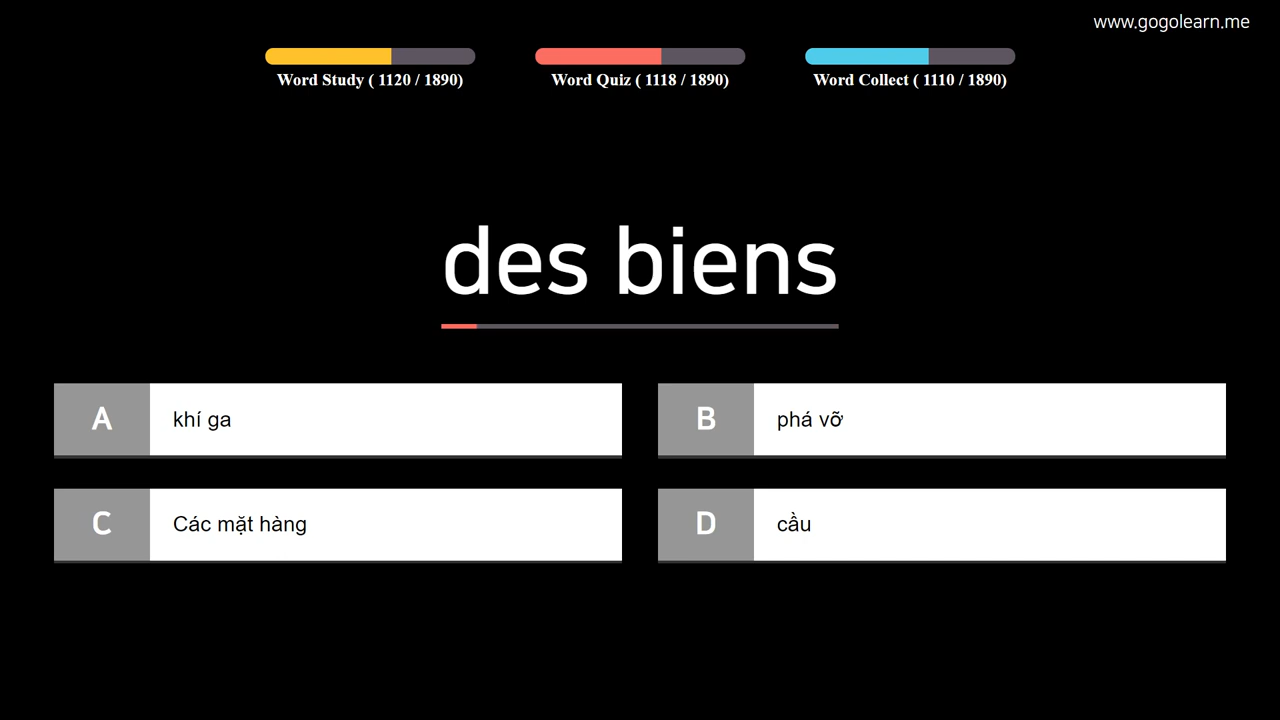 www.gogolearn.me
Word Study ( 1120 / 1890)
Word Quiz ( 1118 / 1890)
Word Collect ( 1110 / 1890)
des biens
A khí ga
B phá vỡ
C Các mặt hàng
D cầu